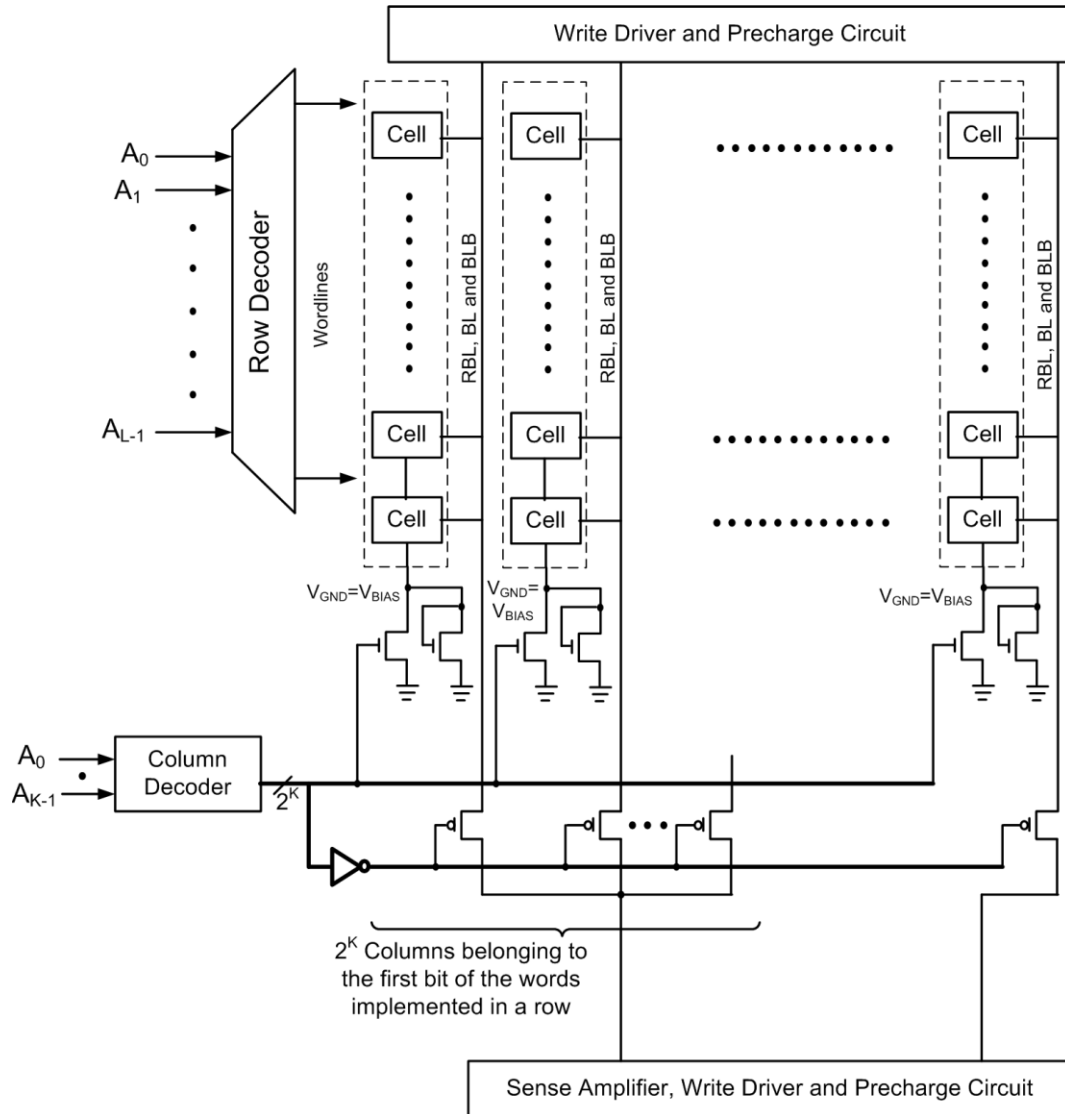 Write Driver and Precharge Circuit
Cell
Cell
Cell
A0
A1
AL-1
Row Decoder
Wordlines
RBL, BL and BLB
RBL, BL and BLB
RBL, BL and BLB
Cell
Cell
Cell
Cell
Cell
Cell
VGND=VBIAS
VGND=
VBIAS
VGND=VBIAS
A0
AK-1
Column
Decoder
2^K
2^K Columns belonging to
the first bit of the words
implemented in a row
Sense Amplifier, Write Driver and Precharge Circuit